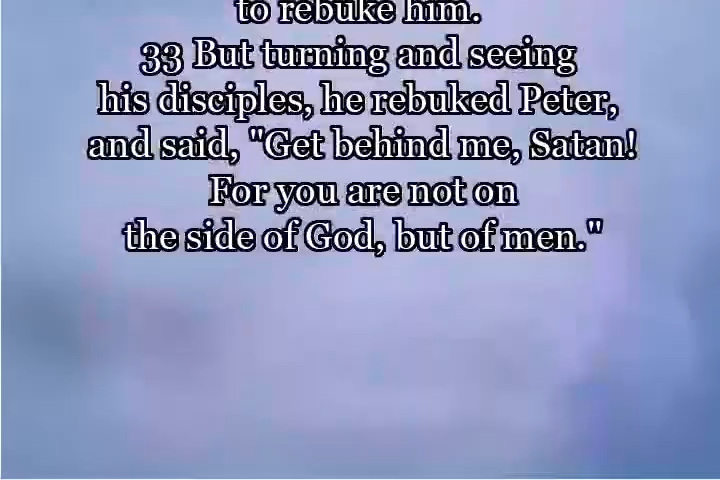 to rebuke him.
33 But turning and seeing
his disciples, he rebuked Peter,
and said, "Get behind me, Satan!
For you are not on
the side of God, but of men."